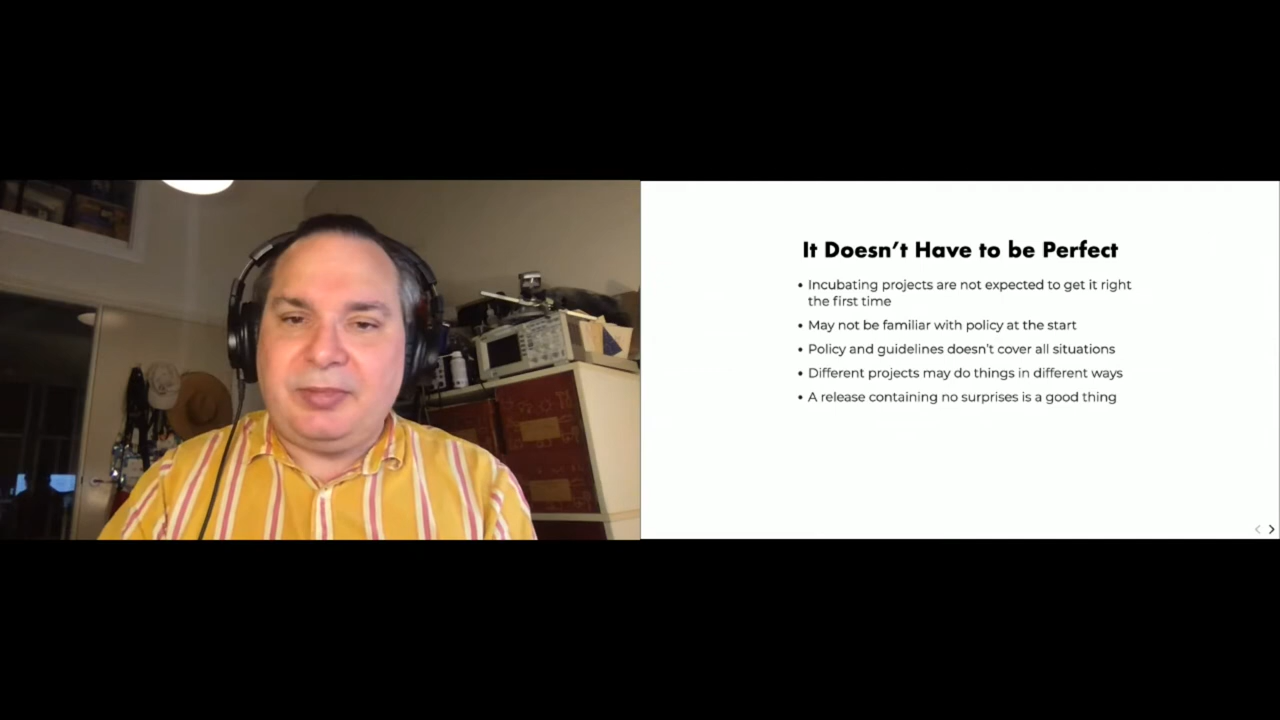 It Doesn't Have to be Perfect
• Incubating projects are not expected to get it right
the first time
• May not be familiar with policy at the start
• Policy and guidelines doesn't cover all situations
• Different projects may do things in different ways
• A release containing no surprises is a good thing